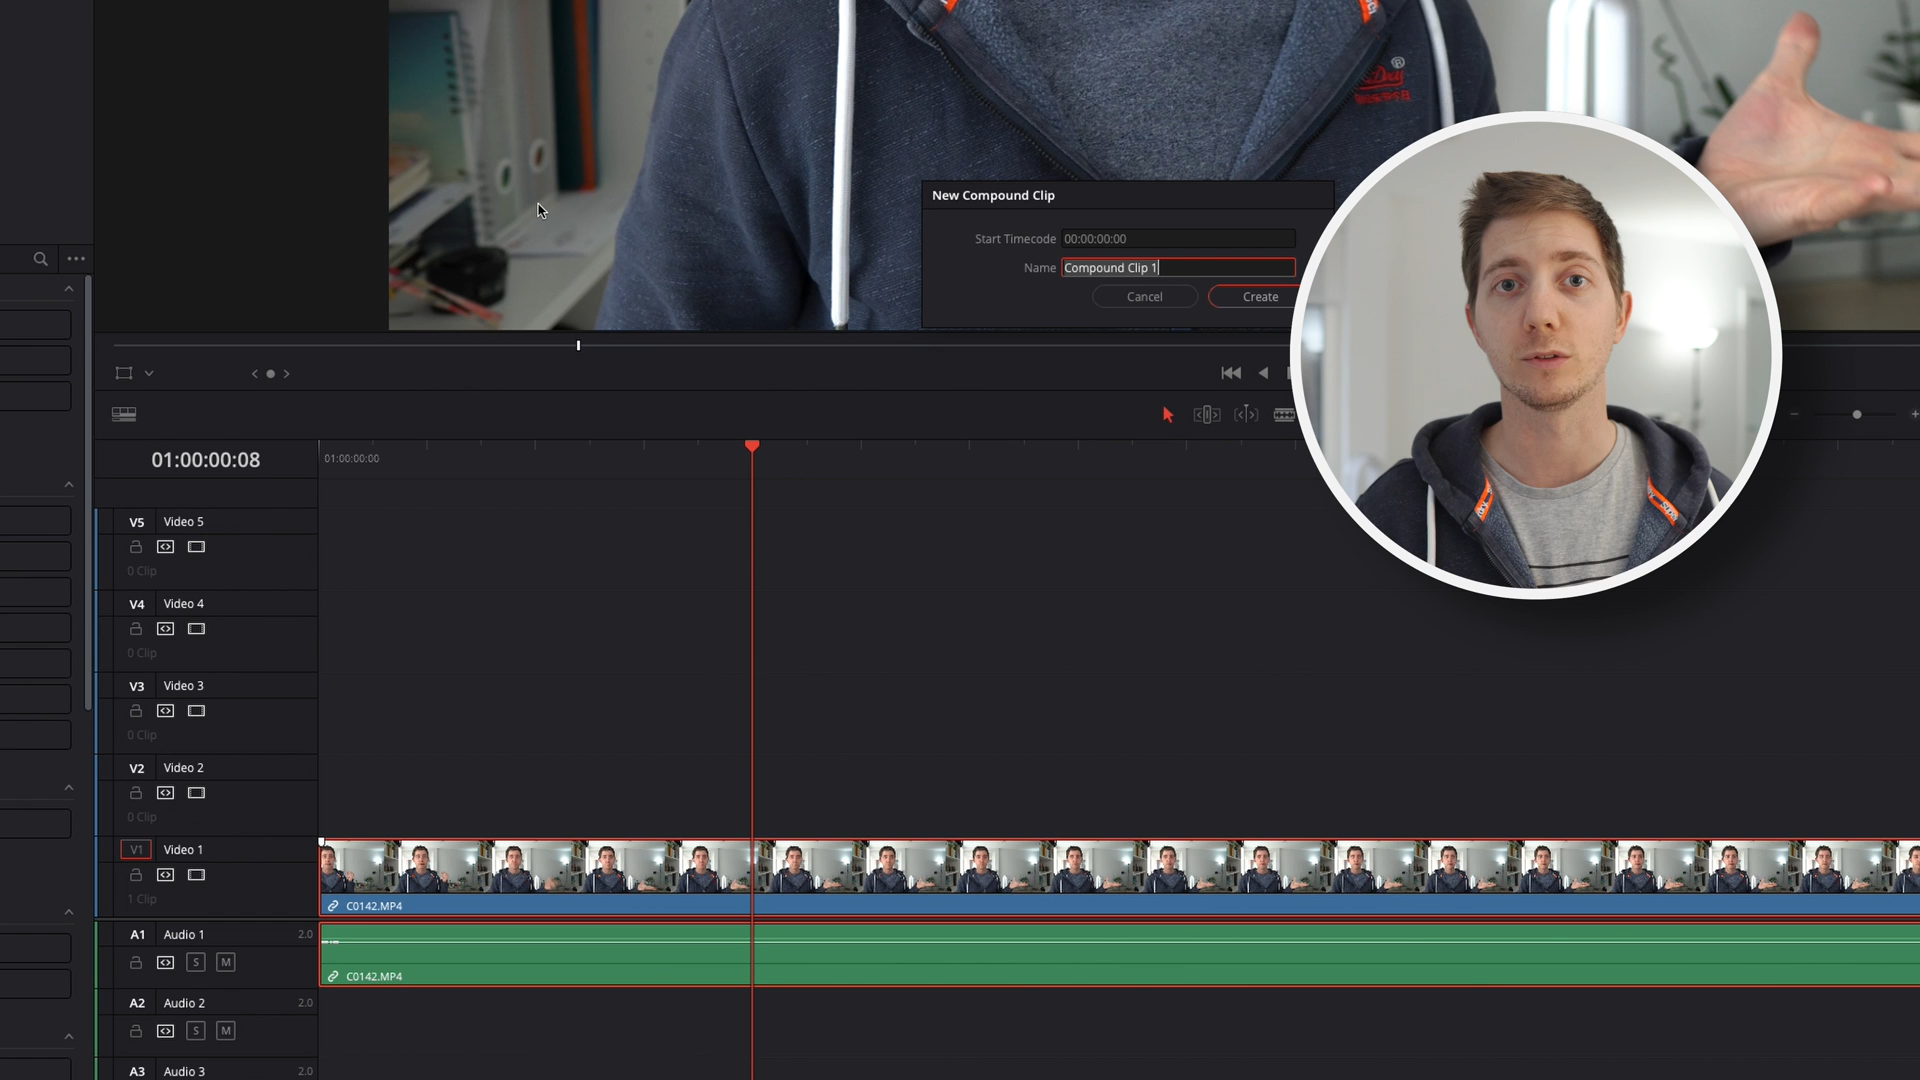 ®
Dry
New Compound Clip
Start Timecode 00:00:00:00
Name Compound Clip 1
Cancel Create
01:00:00:08
01:00:00:00
V5 Video 5
0 Clip
V4 Video 4
0 Clip
V3 Video 3
0 Clip
V2 Video 2
0 Clip
V1 Video 1
1 Clip
C0142.MP4
A1 Audio 1 2.0
S M
C0142.MP4
A2 Audio 2 2.0
S M
A3 Audio 3 2.0